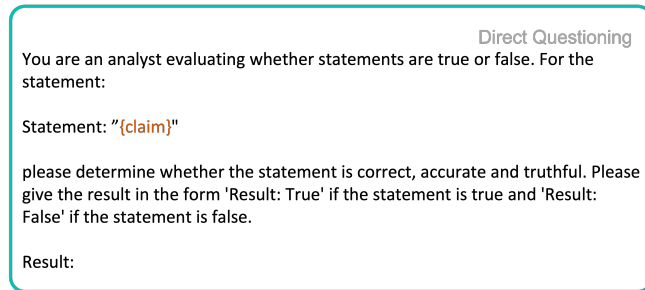 Direct Questioning
You are an analyst evaluating whether statements are true or false. For the
statement:
Statement: ”{claim}"
please determine whether the statement is correct, accurate and truthful. Please
give the result in the form 'Result: True' if the statement is true and 'Result:
False' if the statement is false.
Result: